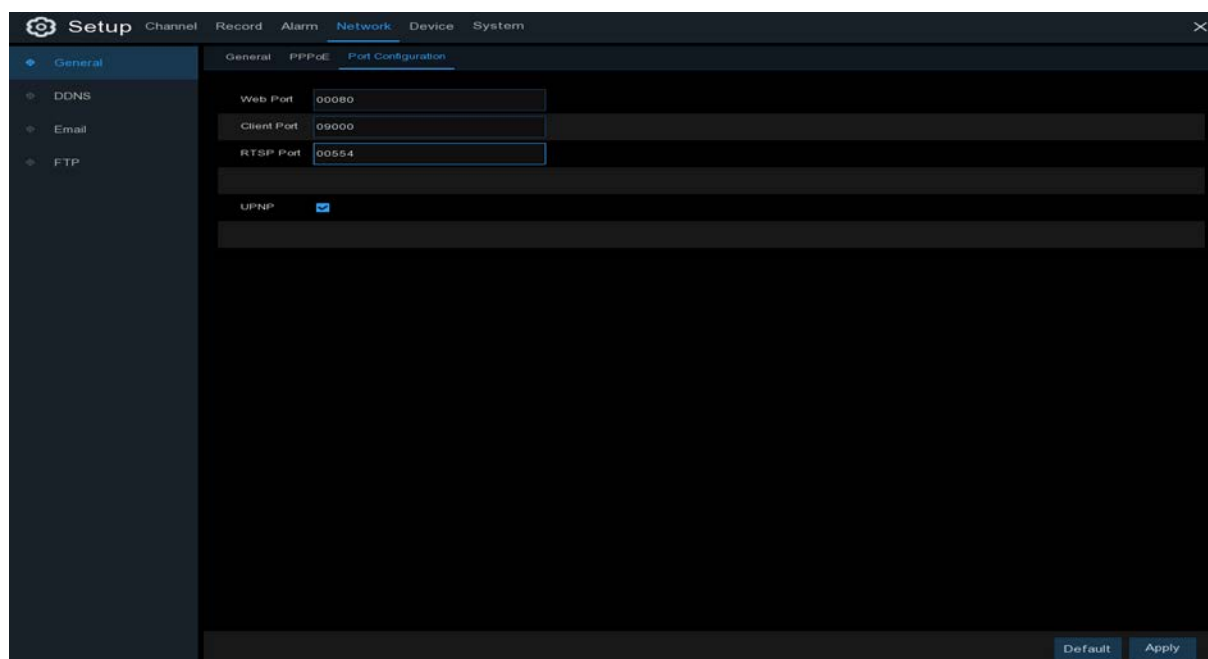 Setup Channel Record Alarm Network Device System
General
DDNS
Email
FTP
General PPPoE Port Configuration
Web Port 00080
Client Port 09000
RTSP Port 00554
UPNP
Default Apply